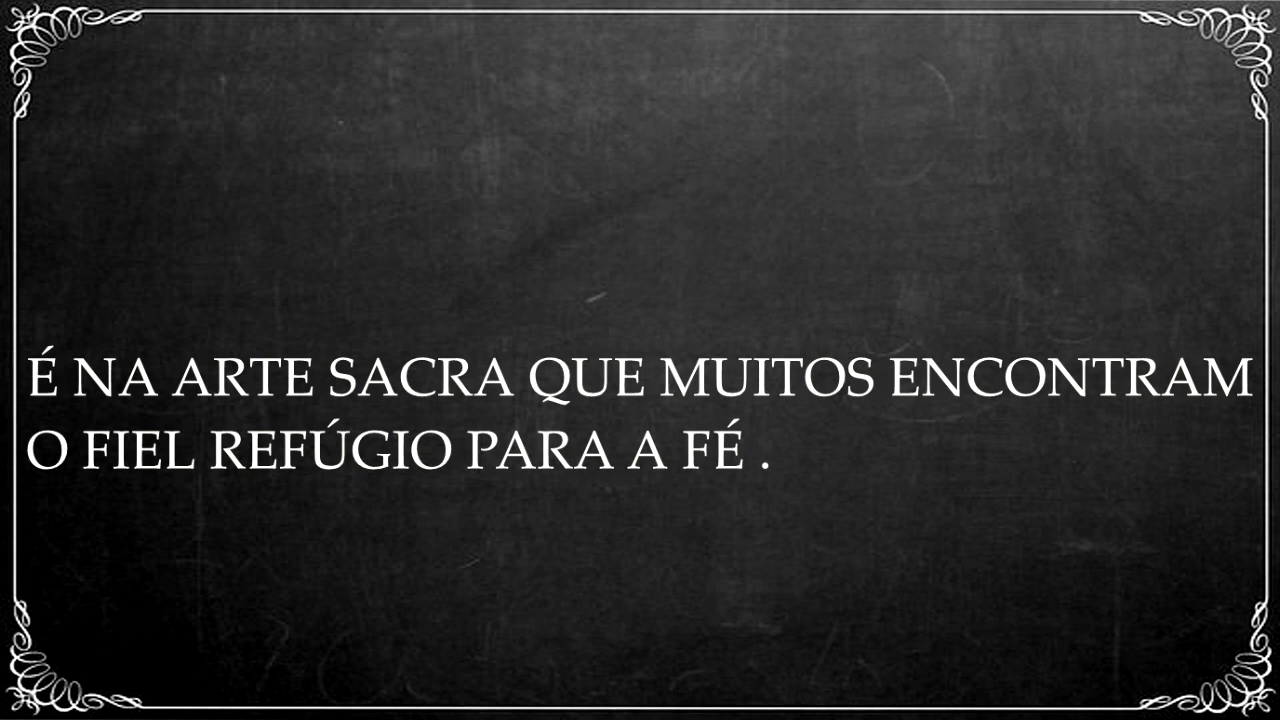 É NA ARTE SACRA QUE MUITOS ENCONTRAM
O FIEL REFÚGIO PARA A FÉ .